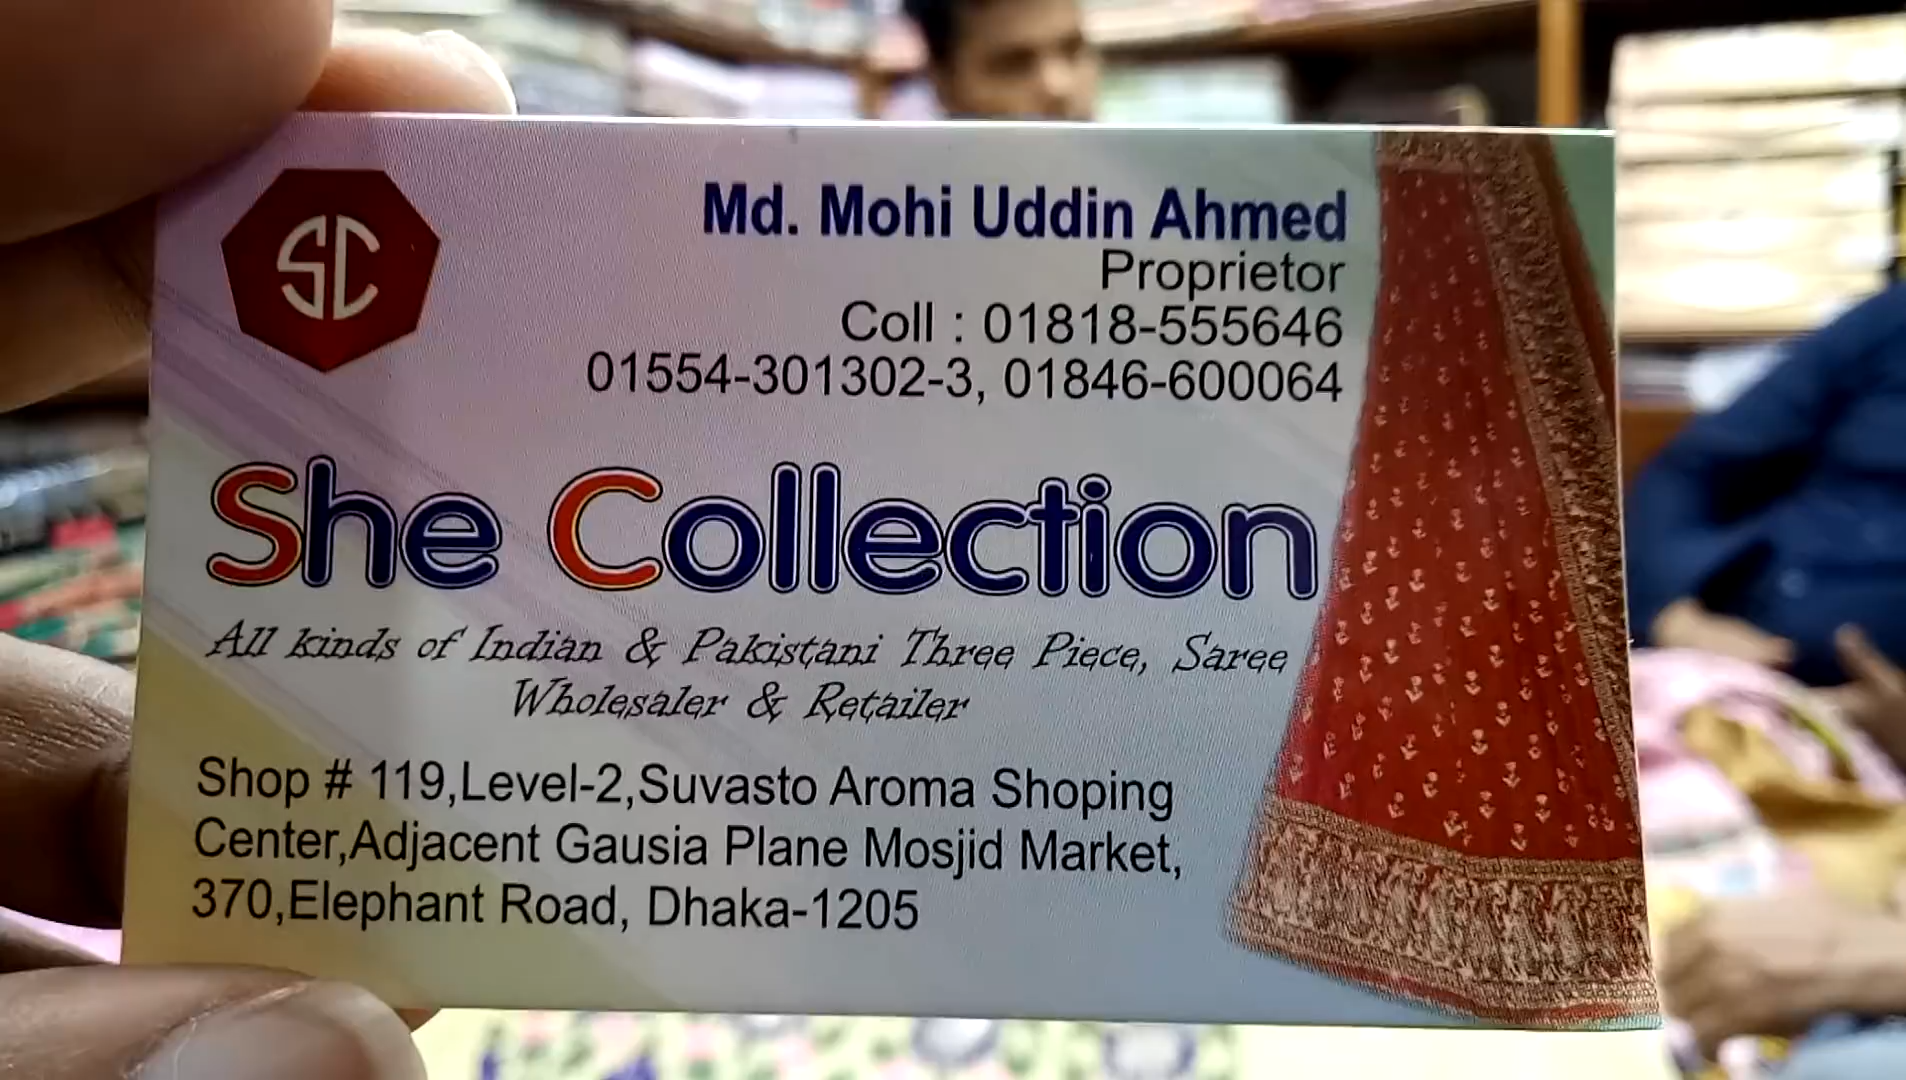 SC
Md. Mohi Uddin Ahmed
Proprietor
Coll : 01818-555646
01554-301302-3, 01846-600064
She Collection
All kinds of Indian & Pakistani Three Piece, Saree
Wholesaler & Retailer
Shop # 119,Level-2,Suvasto Aroma Shoping
Center,Adjacent Gausia Plane Mosjid Market,
370,Elephant Road, Dhaka-1205